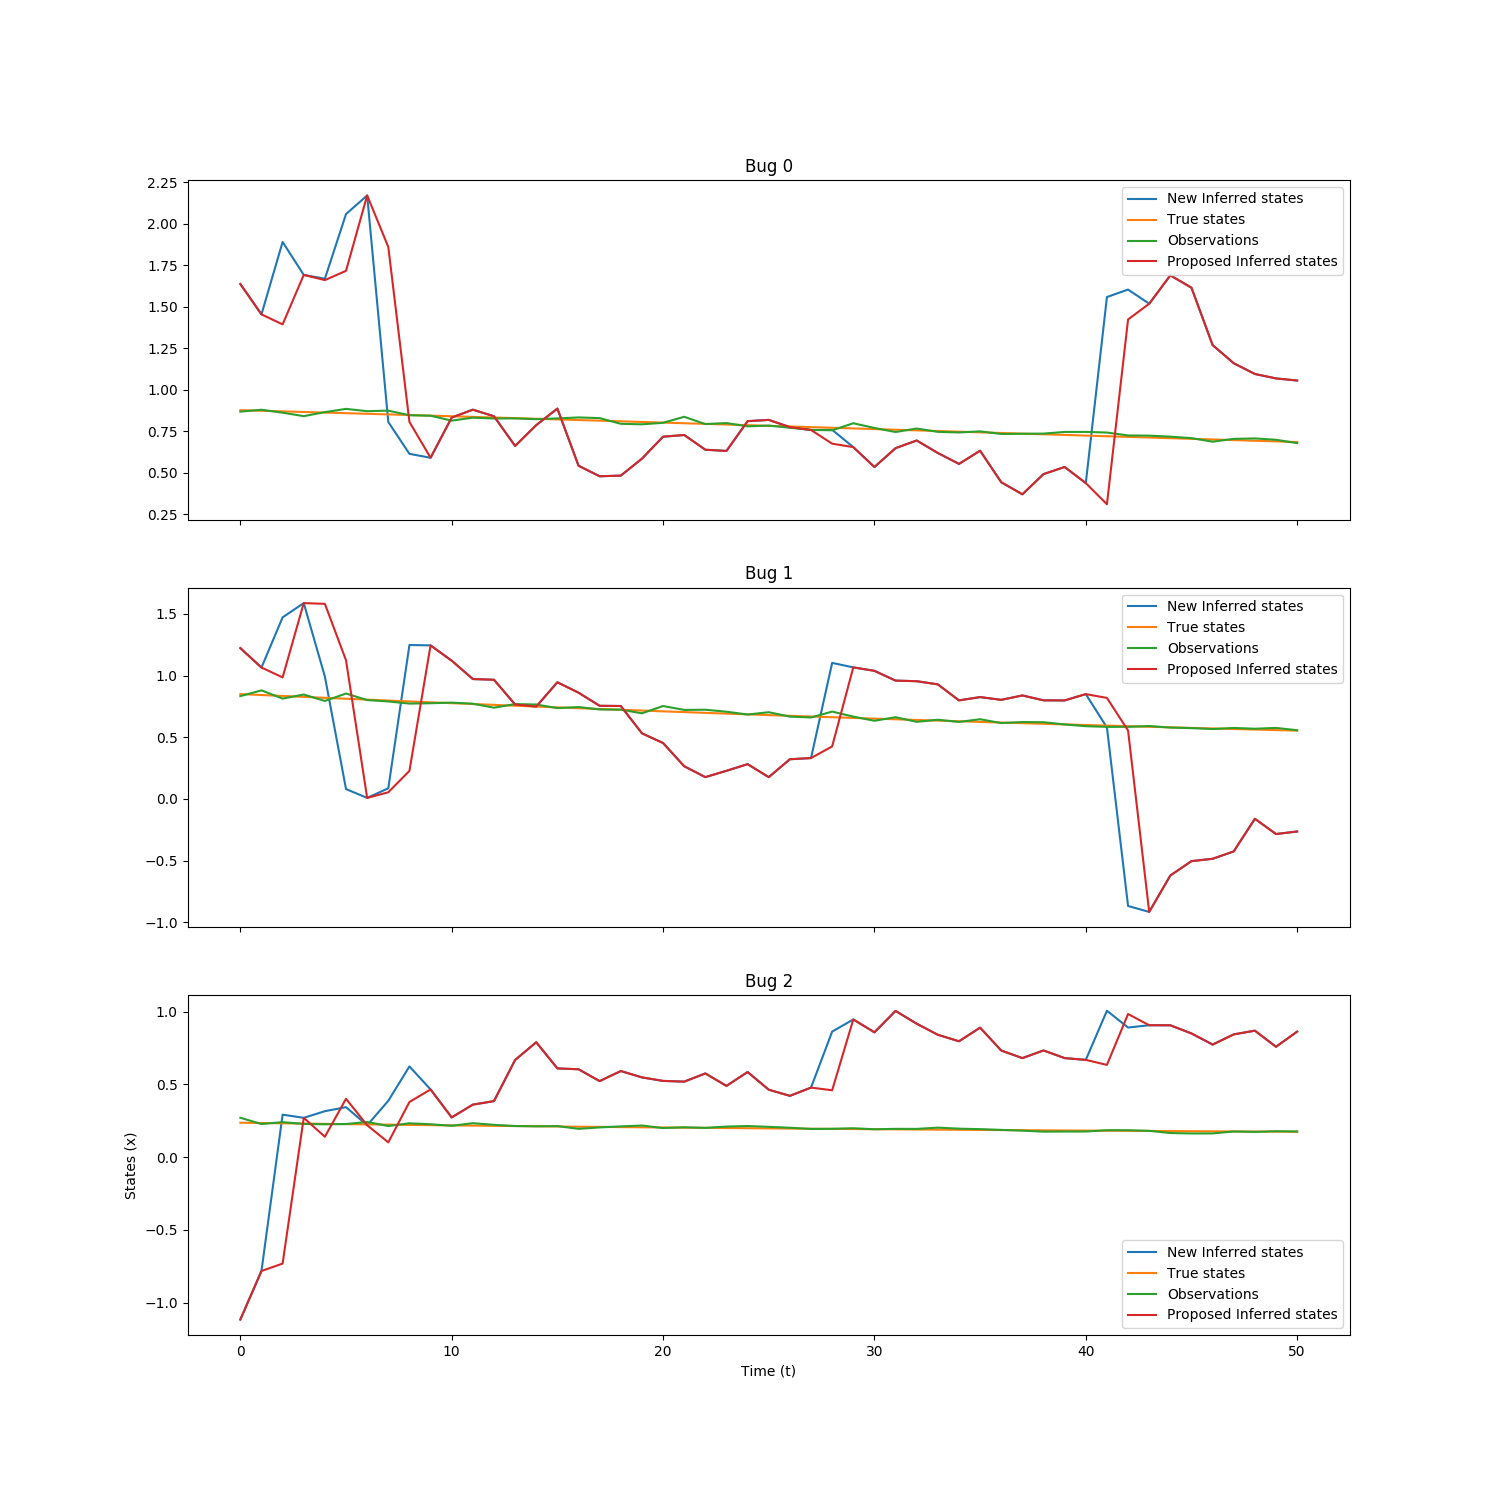 Bug 0
2.25
2.00
1.75
1.50
1.25
1.00
0.75
0.50
0.25
New Inferred states
True states
Observations
Proposed Inferred states
Bug 1
1.5
1.0
0.5
0.0
−0.5
−1.0
New Inferred states
True states
Observations
Proposed Inferred states
Bug 2
States (x)
1.0
0.5
0.0
−0.5
−1.0
New Inferred states
True states
Observations
Proposed Inferred states
0 10 20 30 40 50
Time (t)